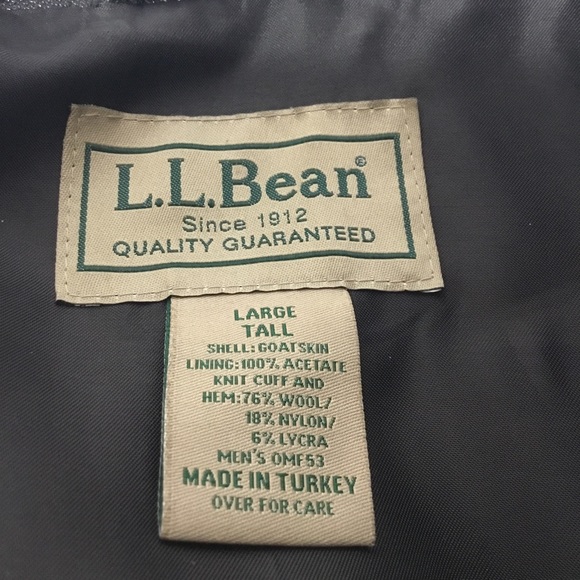 L.L.Bean®
Since 1912
QUALITY GUARANTEED
LARGE
TALL
SHELL: GOATSKIN
LINING: 100% ACETATE
KNIT CUFF AND
HEM: 76% WOOL/
18% NYLON/
6% LYCRA
MEN'S OMF53
MADE IN TURKEY
OVER FOR CARE